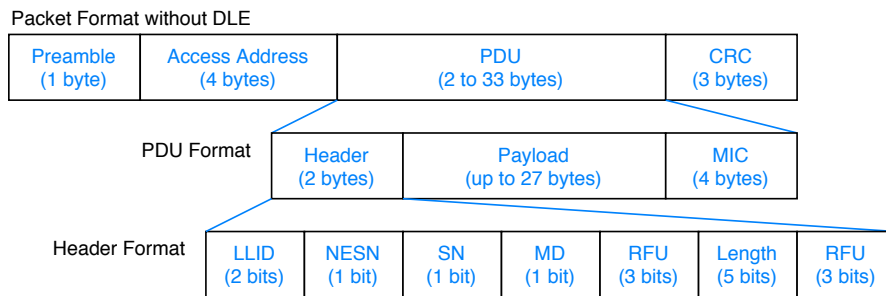 Packet Format without DLE
Preamble
(1 byte)
Access Address
(4 bytes)
PDU
(2 to 33 bytes)
CRC
(3 bytes)
PDU Format
Header
(2 bytes)
Payload
(up to 27 bytes)
MIC
(4 bytes)
Header Format
LLID
(2 bits)
NESN
(1 bit)
SN
(1 bit)
MD
(1 bit)
RFU
(3 bits)
Length
(5 bits)
RFU
(3 bits)